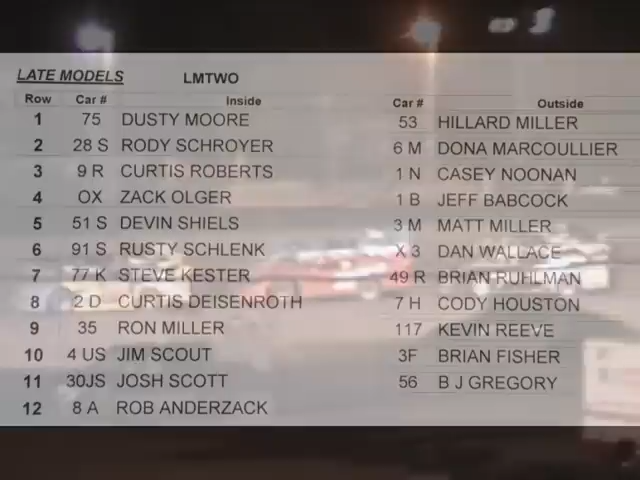 LATE MODELS LMTWO
Row Car # Inside Car # Outside
1 75 DUSTY MOORE 53 HILLARD MILLER
2 28 S RODY SCHROYER 6 M DONA MARCOULLIER
3 9 R CURTIS ROBERTS 1 N CASEY NOONAN
4 OX ZACK OLGER 1 B JEFF BABCOCK
5 51 S DEVIN SHIELS 3 M MATT MILLER
6 91 S RUSTY SCHLENK X 3 DAN WALLACE
7 77 K STEVE KESTER 49 R BRIAN RUHLMAN
8 2 D CURTIS DEISENROTH 7 H CODY HOUSTON
9 35 RON MILLER 117 KEVIN REEVE
10 4 US JIM SCOUT 3F BRIAN FISHER
11 30JS JOSH SCOTT 56 B J GREGORY
12 8 A ROB ANDERZACK